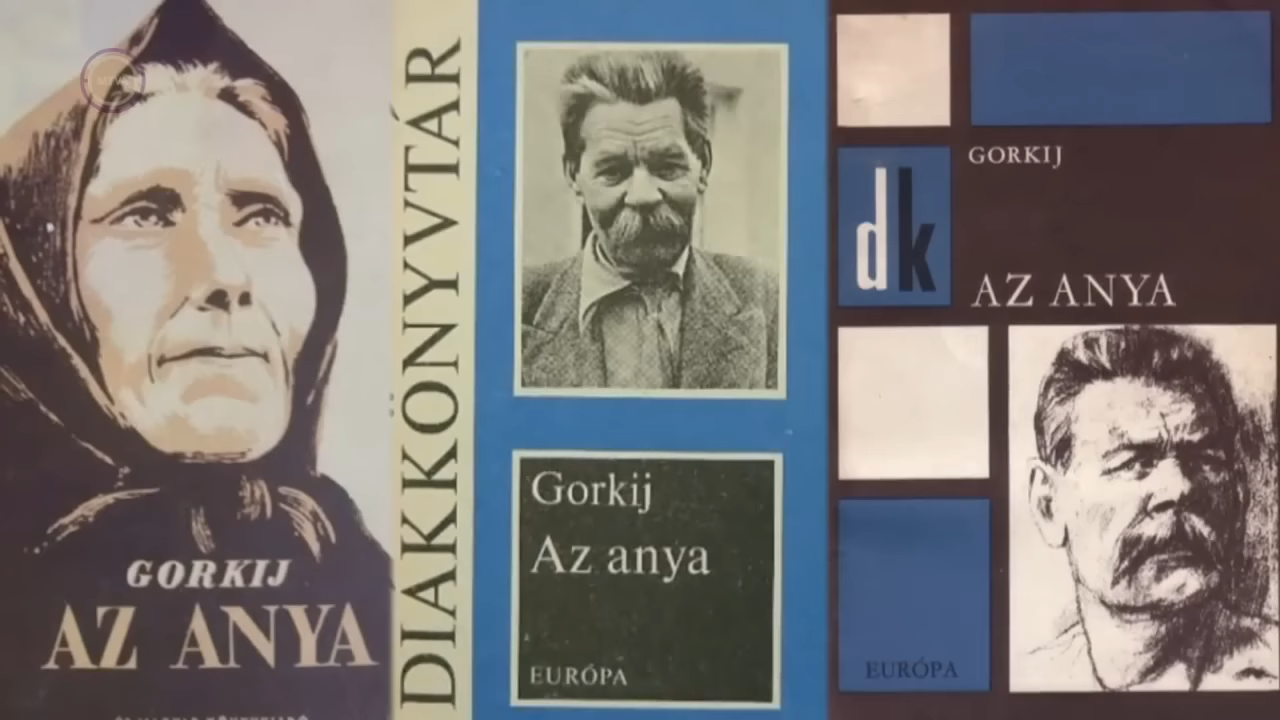 GORKIJ
AZ ANYA
DIÁKKÖNYVTÁR
Gorkij
Az anya
EURÓPA
GORKIJ
dk
AZ ANYA
EURÓPA